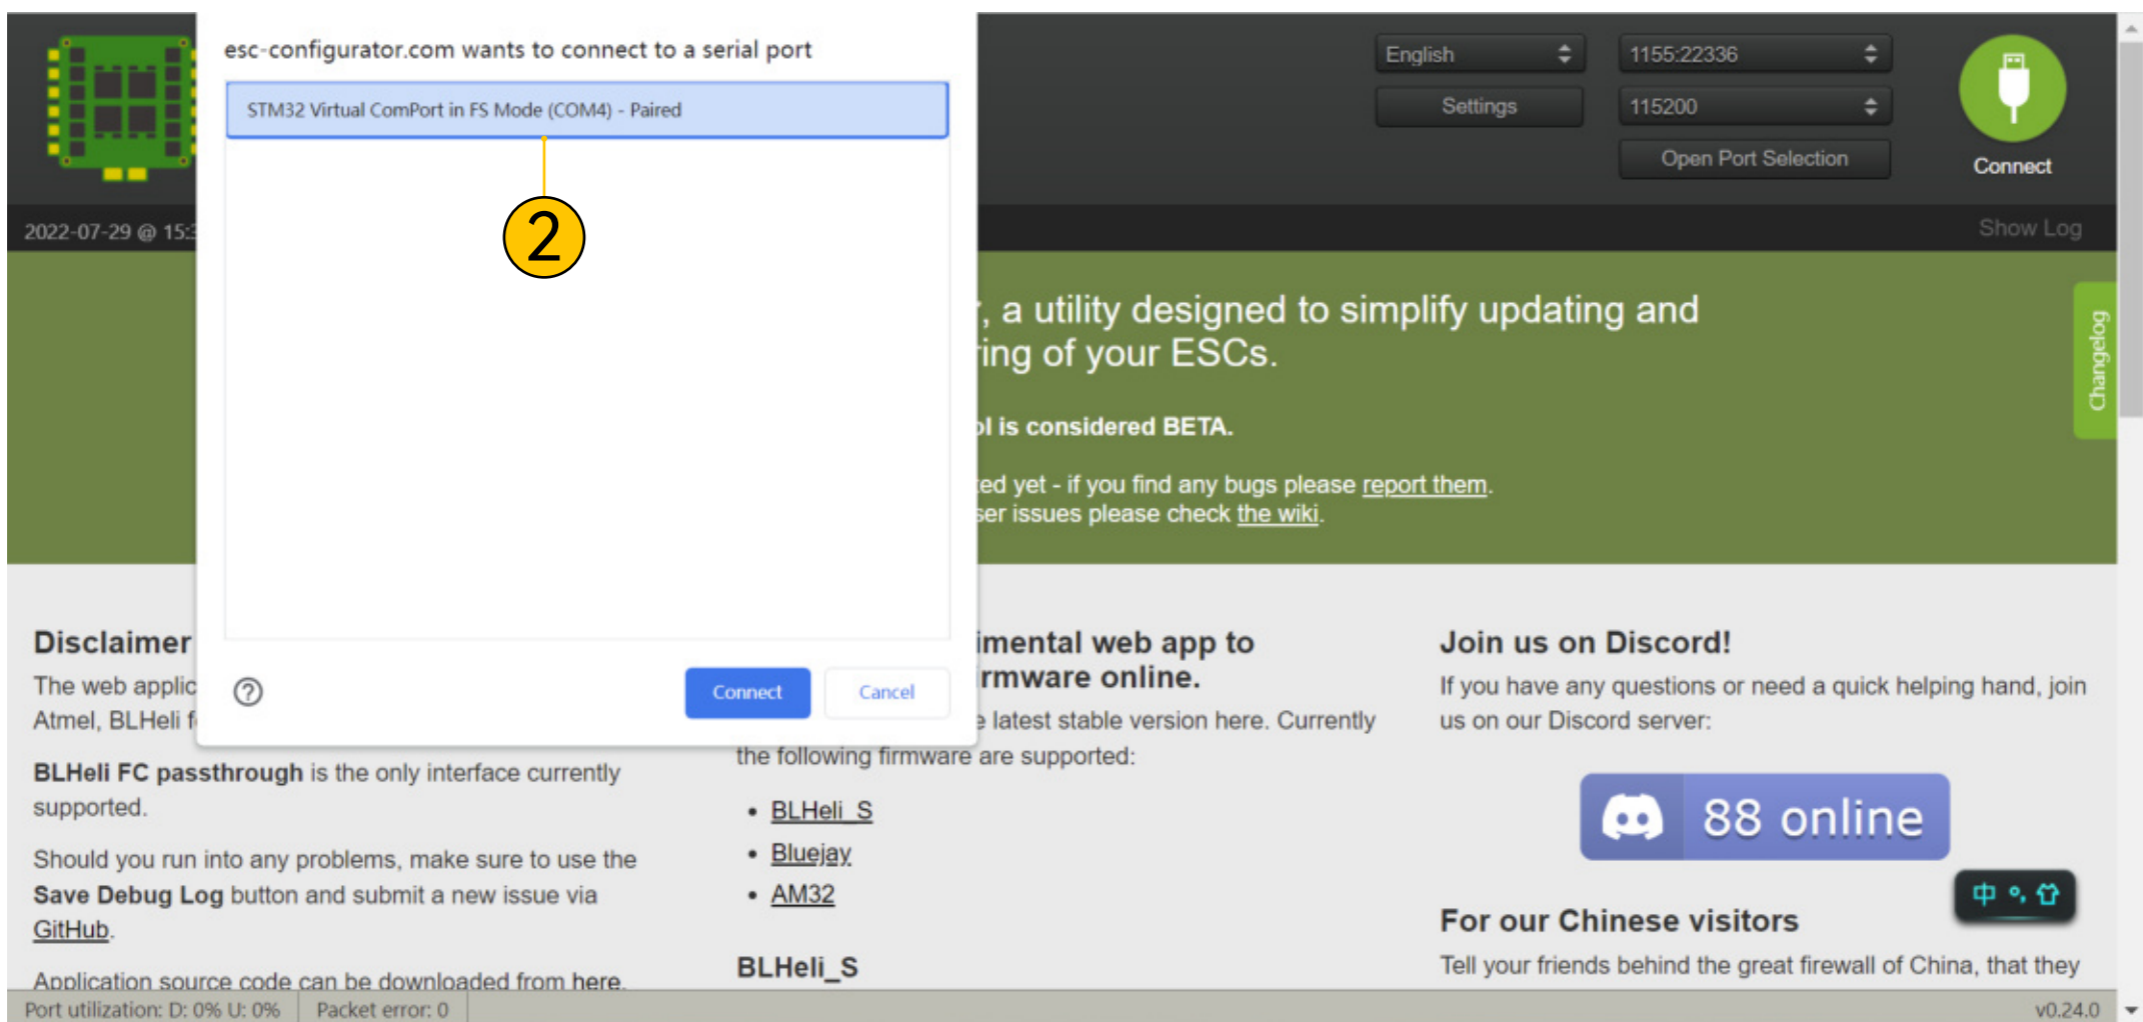 esc-configurator.com wants to connect to a serial port
STM32 Virtual ComPort in FS Mode (COM4) - Paired
2
Connect
Cancel
English
1155:22336
Settings
115200
Open Port Selection
Connect
2022-07-29 @ 15:
Show Log
, a utility designed to simplify updating and
ing of your ESCs.
is considered BETA.
ed yet - if you find any bugs please report them.
ser issues please check the wiki.
Changelog
Disclaimer
The web applic
Atmel, BLHeli f
BLHeli FC passthrough is the only interface currently
supported.
Should you run into any problems, make sure to use the
Save Debug Log button and submit a new issue via
GitHub.
Application source code can be downloaded from here.
imental web app to
rmware online.
latest stable version here. Currently
the following firmware are supported:
• BLHeli_S
• Bluejay
• AM32
BLHeli_S
Join us on Discord!
If you have any questions or need a quick helping hand, join
us on our Discord server:
88 online
中
For our Chinese visitors
Tell your friends behind the great firewall of China, that they
Port utilization: D: 0% U: 0%
Packet error: 0
v0.24.0